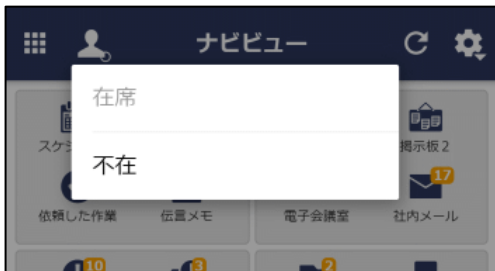 ナビビュー
在席
不在
スケジ
掲示板2
17
依頼した作業
伝言メモ
電子会議室
社内メール
10
3
2